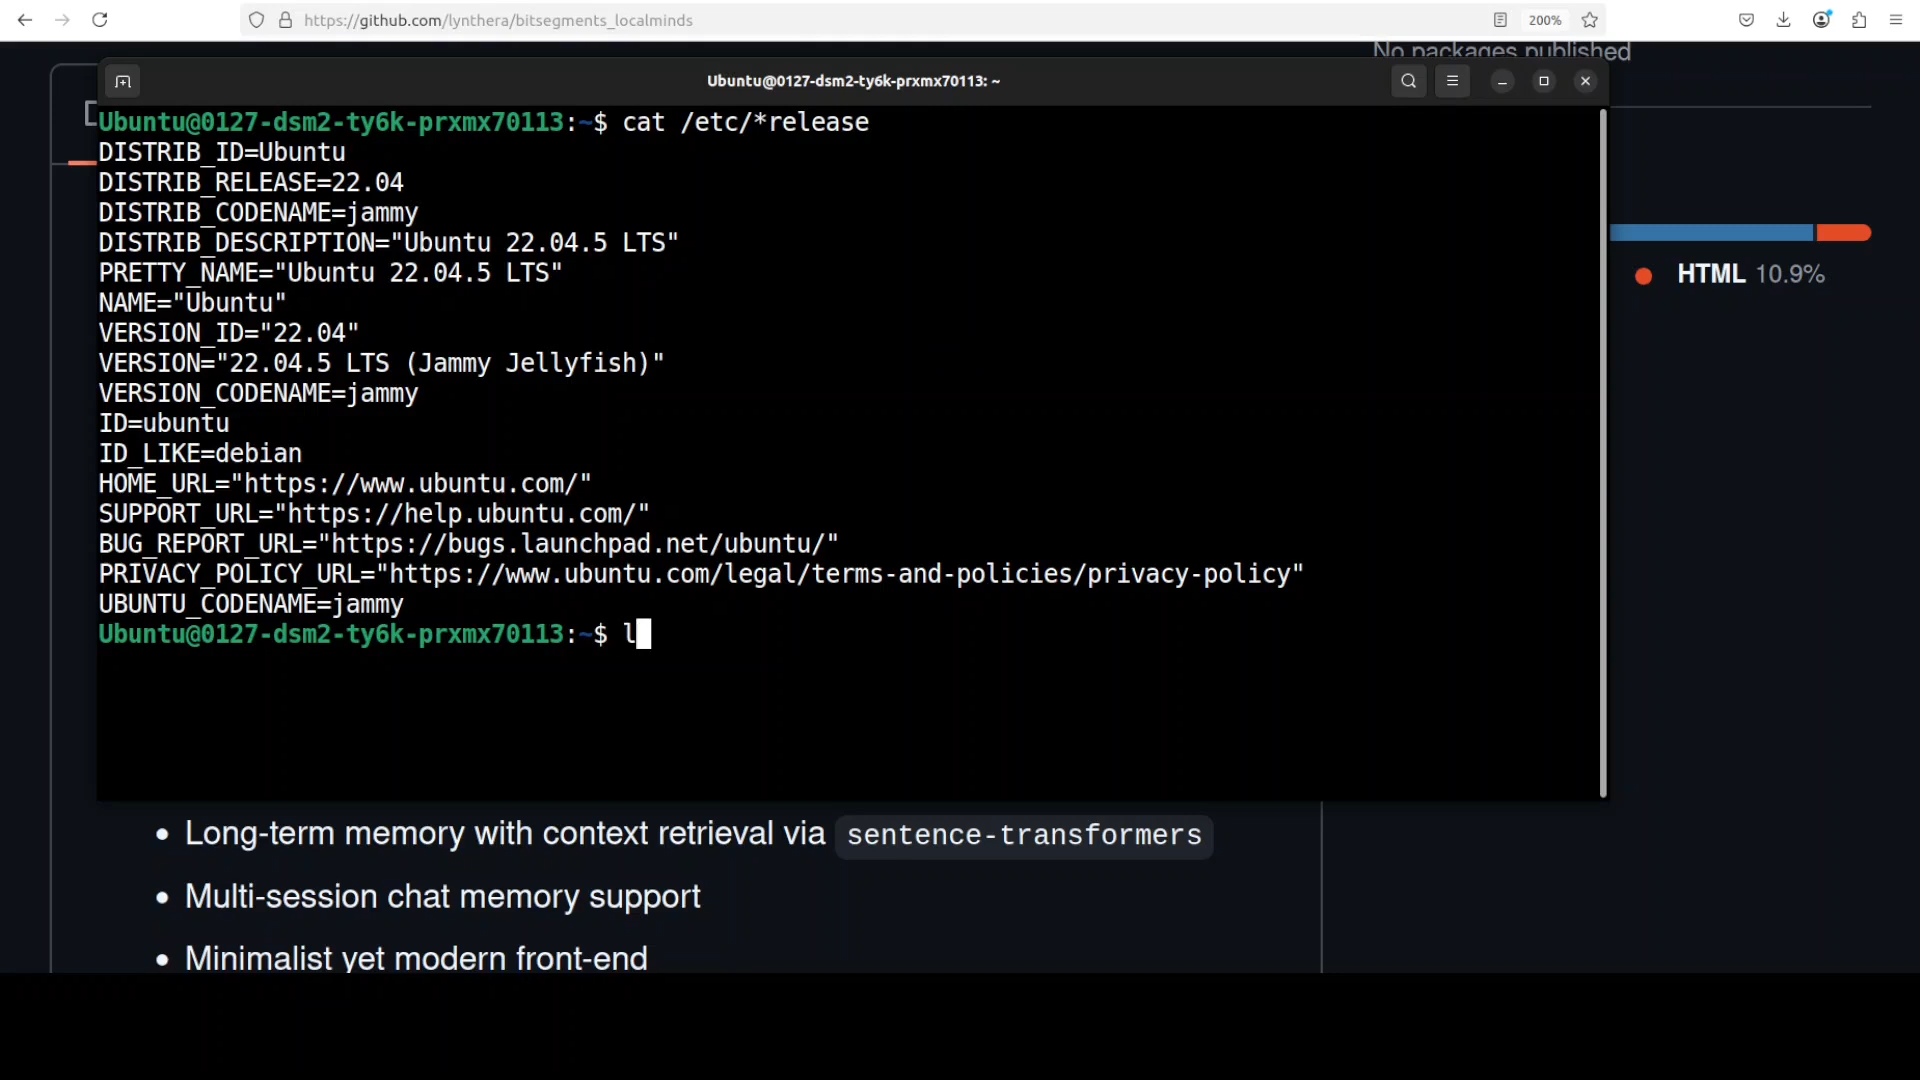 https://github.com/lynthera/bitsegments_localminds
200%
No packages published
Ubuntu@0127-dsm2-ty6k-prxmx70113: ~
Ubuntu@0127-dsm2-ty6k-prxmx70113:~$ cat /etc/*release
DISTRIB_ID=Ubuntu
DISTRIB_RELEASE=22.04
DISTRIB_CODENAME=jammy
DISTRIB_DESCRIPTION="Ubuntu 22.04.5 LTS"
PRETTY_NAME="Ubuntu 22.04.5 LTS"
NAME="Ubuntu"
VERSION_ID="22.04"
VERSION="22.04.5 LTS (Jammy Jellyfish)"
VERSION_CODENAME=jammy
ID=ubuntu
ID_LIKE=debian
HOME_URL="https://www.ubuntu.com/"
SUPPORT_URL="https://help.ubuntu.com/"
BUG_REPORT_URL="https://bugs.launchpad.net/ubuntu/"
PRIVACY_POLICY_URL="https://www.ubuntu.com/legal/terms-and-policies/privacy-policy"
UBUNTU_CODENAME=jammy
Ubuntu@0127-dsm2-ty6k-prxmx70113:~$ l
HTML 10.9%
• Long-term memory with context retrieval via sentence-transformers
• Multi-session chat memory support
• Minimalist yet modern front-end